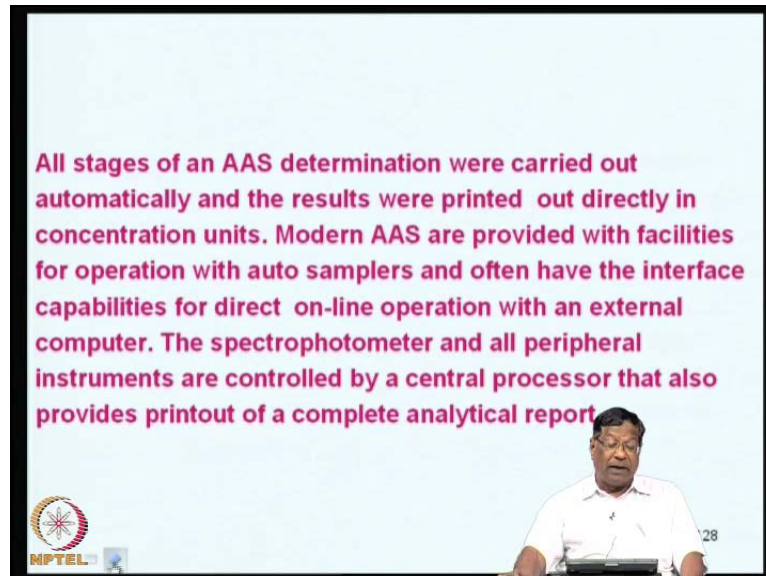 All stages of an AAS determination were carried out
automatically and the results were printed out directly in
concentration units. Modern AAS are provided with facilities
for operation with auto samplers and often have the interface
capabilities for direct on-line operation with an external
computer. The spectrophotometer and all peripheral
instruments are controlled by a central processor that also
provides printout of a complete analytical report
NPTEL
28